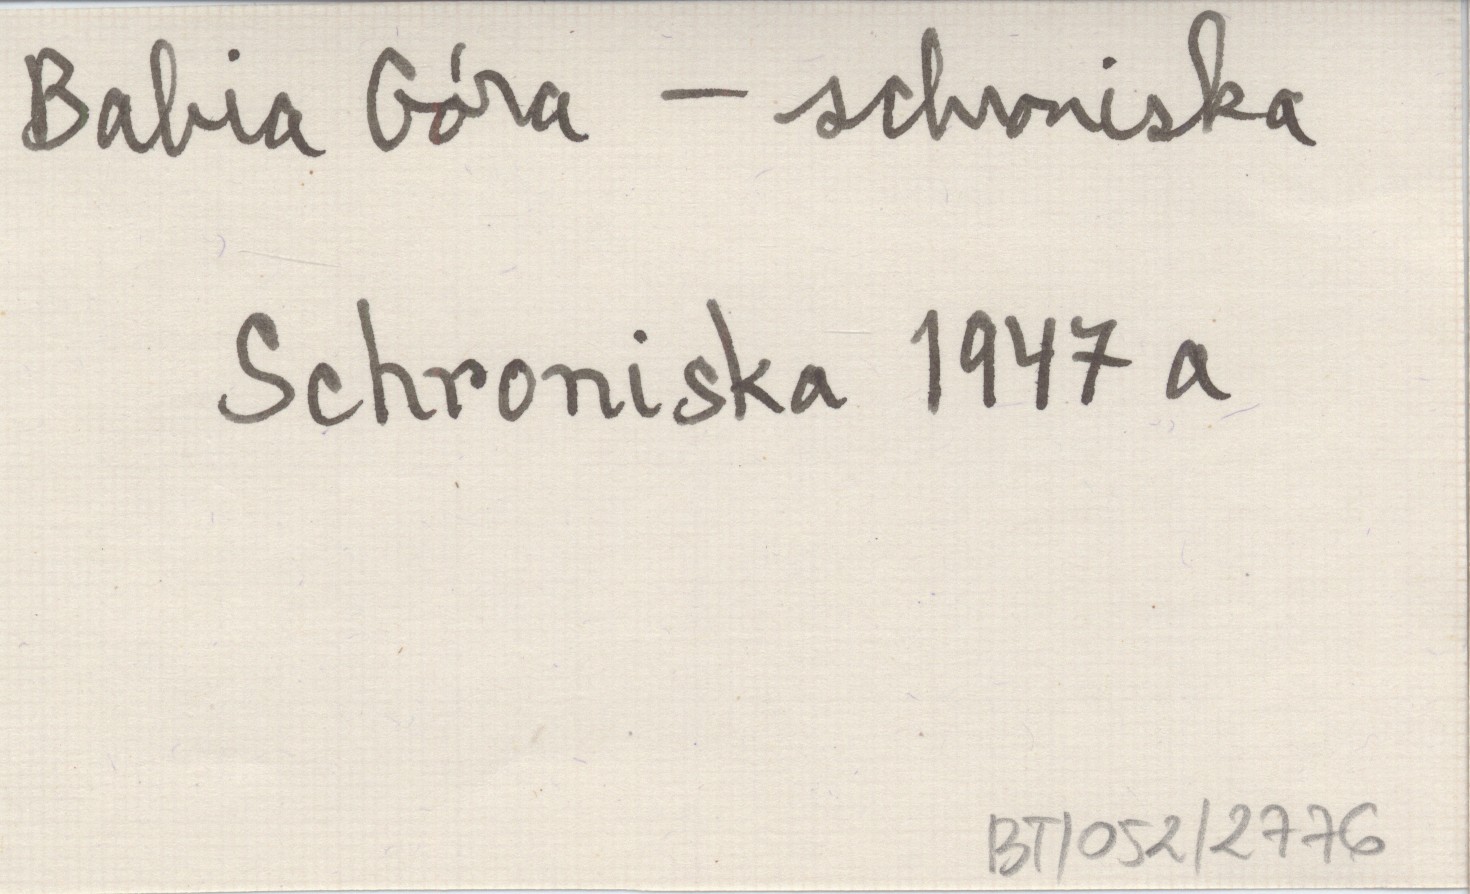 Babia Góra – schroniska
Schroniska 1947 a
BT/052/2776